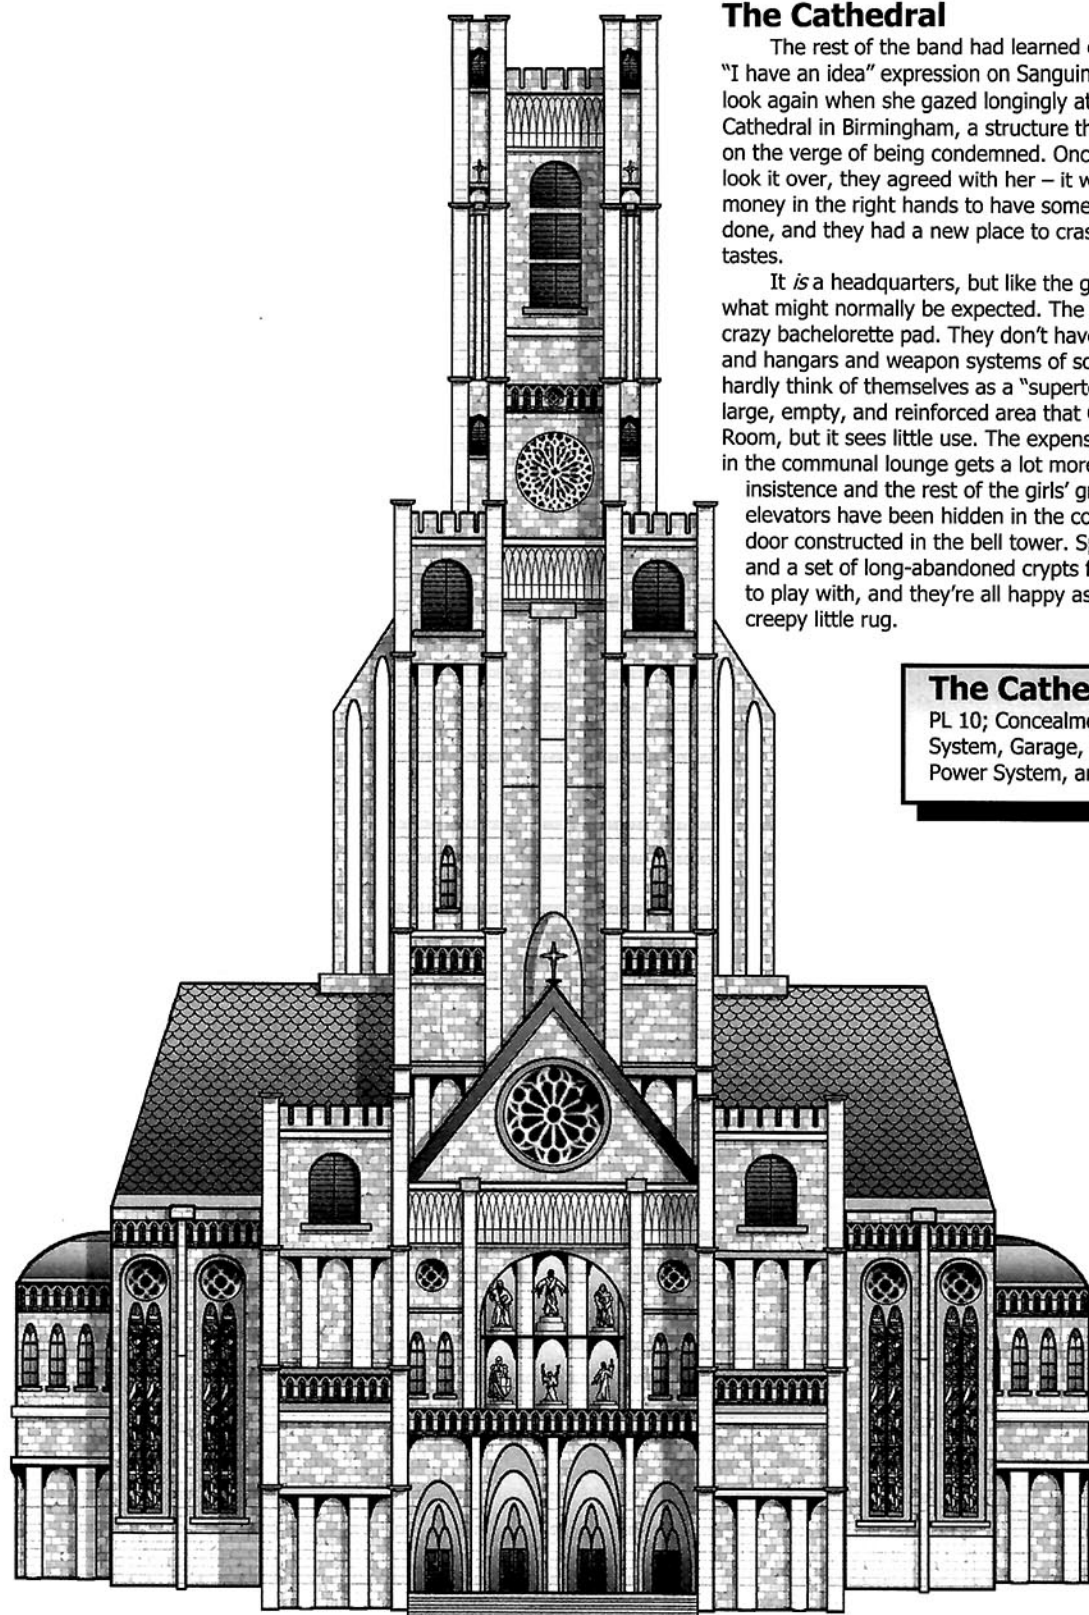 The Cathedral
The rest of the band had learned
"I have an idea" expression on Sanguin
look again when she gazed longingly at
Cathedral in Birmingham, a structure th
on the verge of being condemned. Onc
look it over, they agreed with her – it w
money in the right hands to have some
done, and they had a new place to cras
tastes.
It is a headquarters, but like the g
what might normally be expected. The
crazy bachelorette pad. They don't have
and hangars and weapon systems of sc
hardly think of themselves as a "superte
large, empty, and reinforced area that
Room, but it sees little use. The expens
in the communal lounge gets a lot more
insistence and the rest of the girls' gr
elevators have been hidden in the co
door constructed in the bell tower. S
and a set of long-abandoned crypts f
to play with, and they're all happy as
creepy little rug.
The Cathe
PL 10; Concealme
System, Garage,
Power System, an